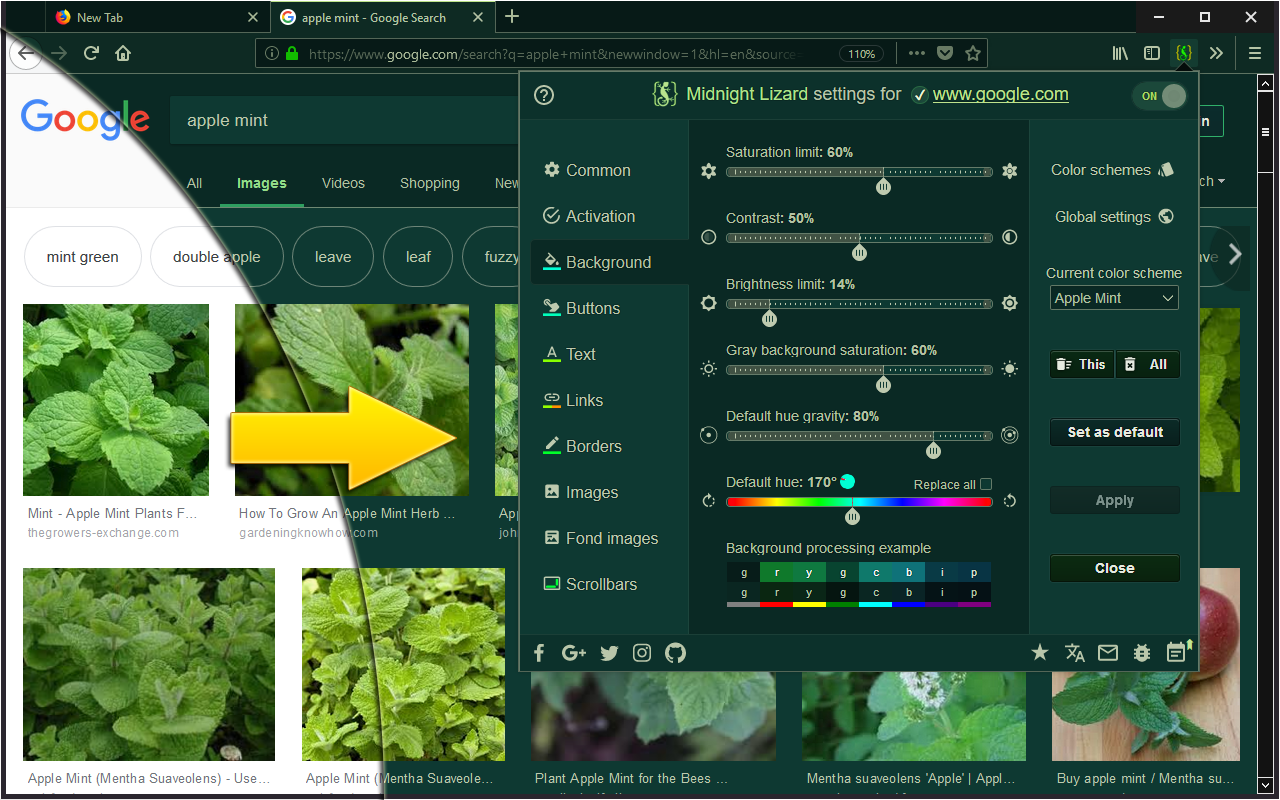 New Tab
apple mint - Google Search
https://www.google.com/search?q=apple+mint&newwindow=1&hl=en&source
110%
Google
apple mint
All
Images
Videos
Shopping
mint green
double apple
leave
leaf
fuzzy
Mint - Apple Mint Plants F...
thegrowers-exchange.com
How To Grow An Apple Mint Herb ...
gardeningknowhow.com
Apple Mint (Mentha Suaveolens) - Use...
Apple Mint (Mentha Suaveole...
Plant Apple Mint for the Bees ...
Mentha suaveolens 'Apple' | Appl...
Buy apple mint / Mentha su...
Midnight Lizard settings for www.google.com
ON
Common
Activation
Background
Buttons
Text
Links
Borders
Images
Fond images
Scrollbars
Saturation limit: 60%
Contrast: 50%
Brightness limit: 14%
Gray background saturation: 60%
Default hue gravity: 80%
Default hue: 170°
Replace all
Background processing example
g r y g c b i p
g r y g c b i p
Color schemes
Global settings
Current color scheme
Apple Mint
This
All
Set as default
Apply
Close